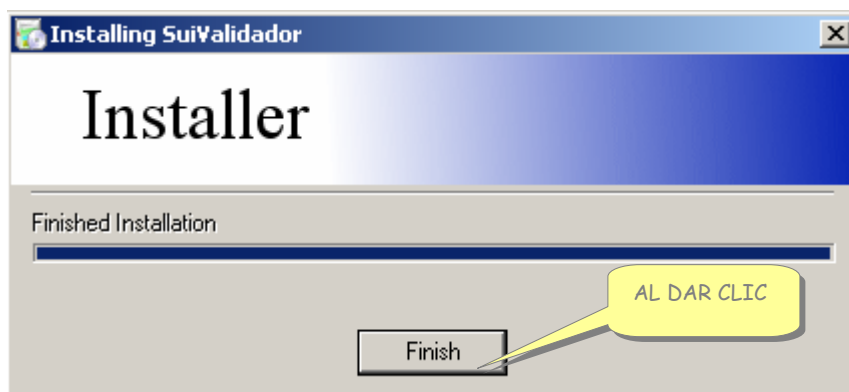 Installing SuiValidador
Installer
Finished Installation
AL DAR CLIC
Finish